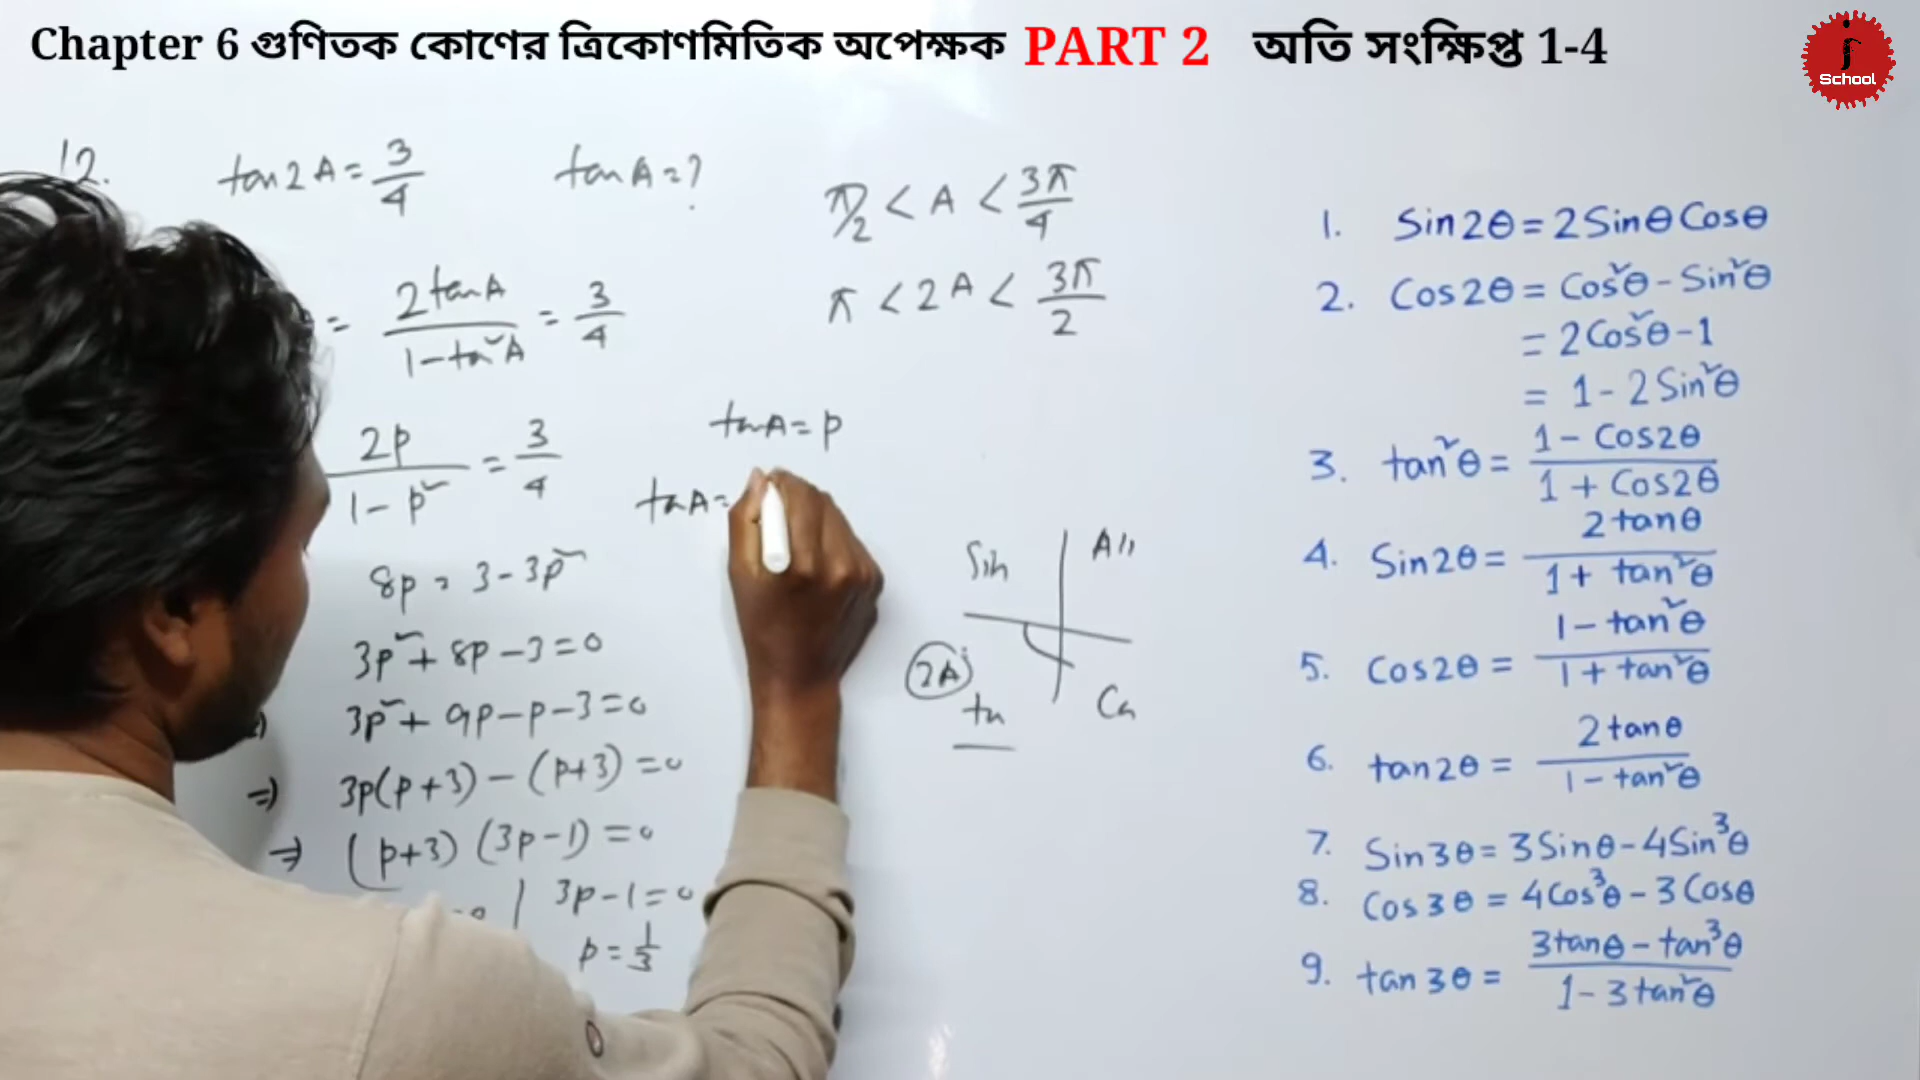 Chapter 6 গুণিতক কোণের ত্রিকোণমিতিক অপেক্ষক PART 2 অতি সংক্ষিপ্ত 1-4
School
12. tan2A = 3/4 tanA = ?
π/2 < A < 3π/4
π < 2A < 3π/2
= 2tanA / 1-tan²A = 3/4
2p / 1-p² = 3/4
tanA = p
tanA =
8p = 3-3p²
3p²+8p-3=0
3p²+9p-p-3=0
⇒ 3p(p+3)-(p+3)=0
⇒ (p+3)(3p-1)=0
3p-1=0
p = 1/3
Sin All
2A
tan Cos
1. Sin2θ = 2SinθCosθ
2. Cos2θ = Cos²θ-Sin²θ
= 2Cos²θ-1
= 1-2Sin²θ
3. tan²θ = 1-Cos2θ / 1+Cos2θ
4. Sin2θ = 2tanθ / 1+tan²θ
5. Cos2θ = 1-tan²θ / 1+tan²θ
6. tan2θ = 2tanθ / 1-tan²θ
7. Sin3θ = 3Sinθ-4Sin³θ
8. Cos3θ = 4Cos³θ-3Cosθ
9. tan3θ = 3tanθ-tan³θ / 1-3tan²θ